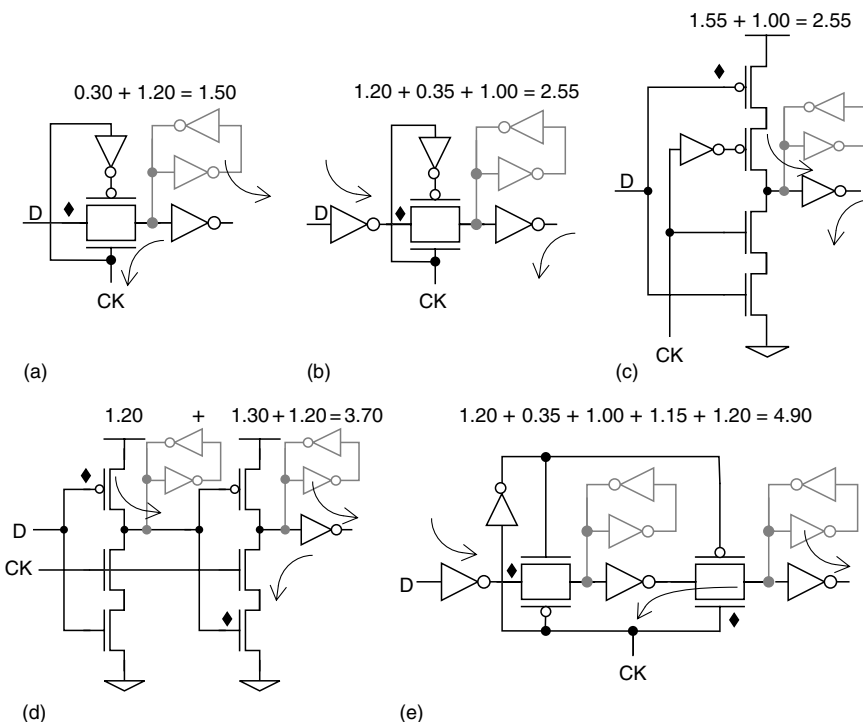 1.55 + 1.00 = 2.55
0.30 + 1.20 = 1.50
1.20 + 0.35 + 1.00 = 2.55
D
D
D
CK
CK
CK
(a)
(b)
(c)
1.20 + 1.30 + 1.20 = 3.70
1.20 + 0.35 + 1.00 + 1.15 + 1.20 = 4.90
D
CK
D
CK
(d)
(e)